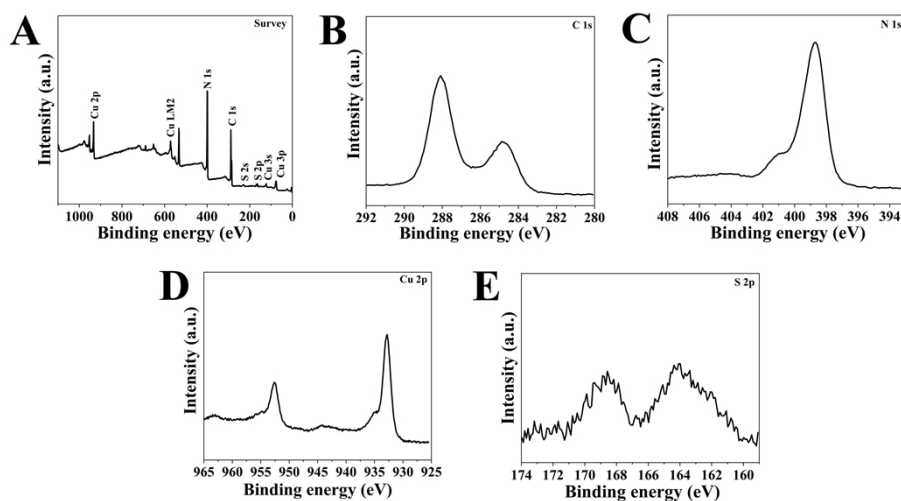 A
Survey
Intensity (a.u.)
Cu 2p
Cu LM2
N 1s
C 1s
S 2s
S 2p
Cu 3s
Cu 3p
1000 800 600 400 200 0
Binding energy (eV)
B
C 1s
Intensity (a.u.)
292 290 288 286 284 282 280
Binding energy (eV)
C
N 1s
Intensity (a.u.)
408 406 404 402 400 398 396 394
Binding energy (eV)
D
Cu 2p
Intensity (a.u.)
965 960 955 950 945 940 935 930 925
Binding energy (eV)
E
S 2p
Intensity (a.u.)
174 172 170 168 166 164 162 160
Binding energy (eV)